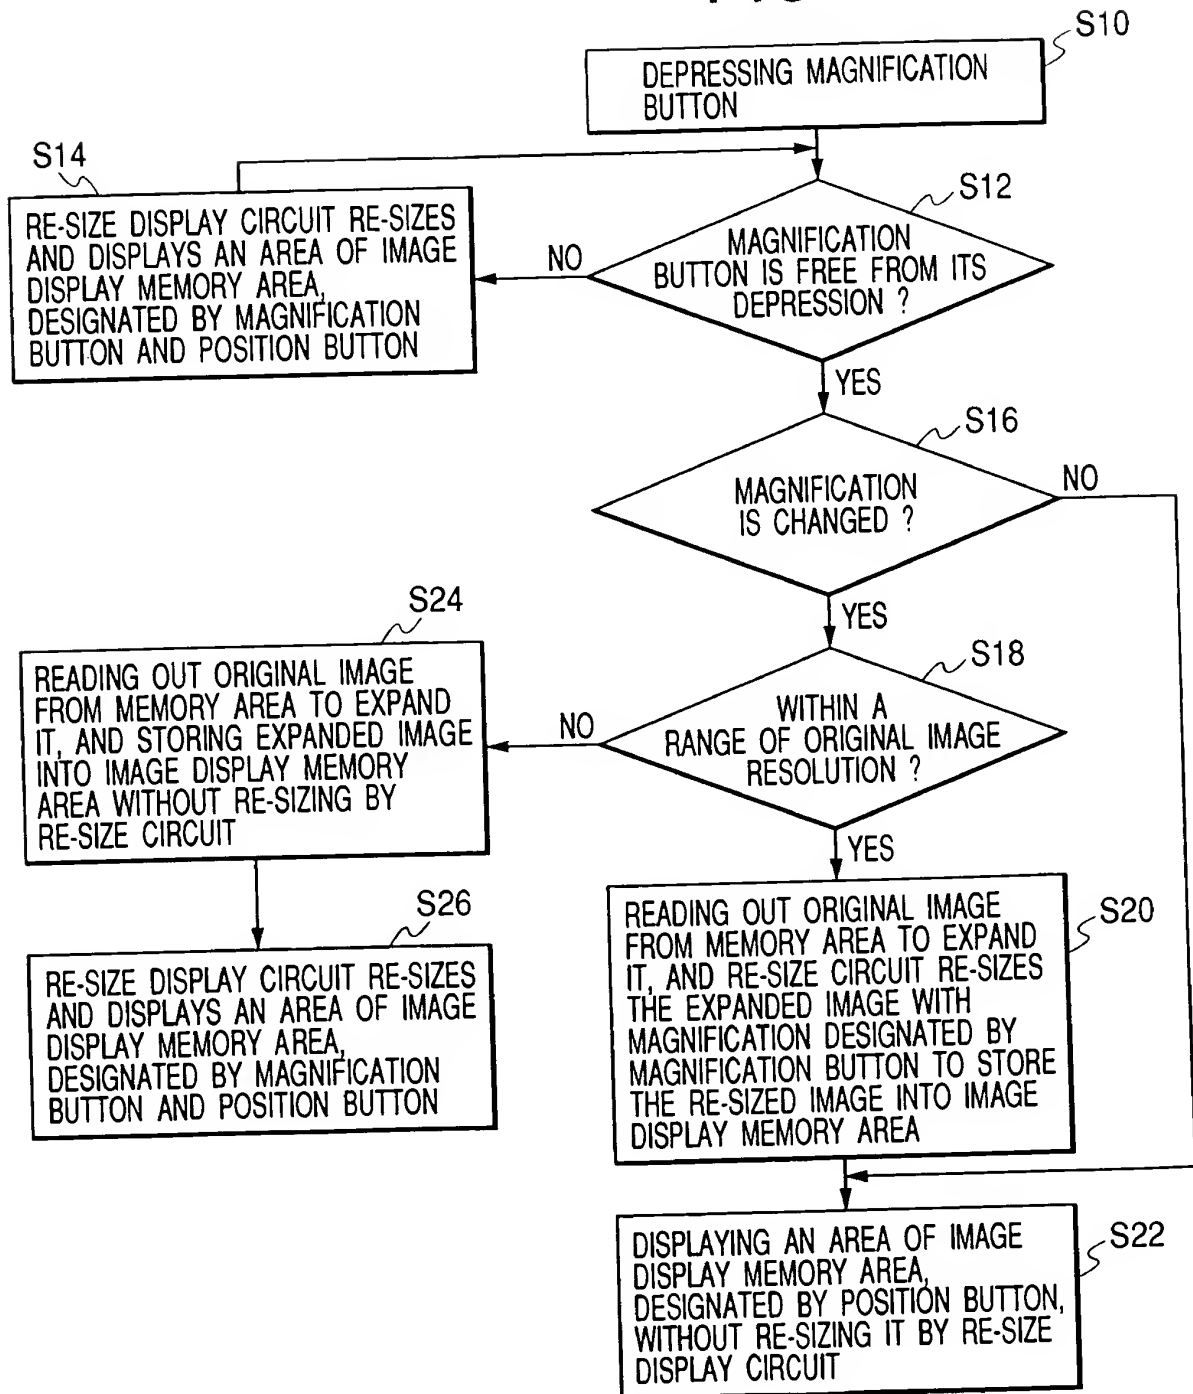 S10
DEPRESSING MAGNIFICATION
BUTTON
S14
RE-SIZE DISPLAY CIRCUIT RE-SIZES
AND DISPLAYS AN AREA OF IMAGE
DISPLAY MEMORY AREA,
DESIGNATED BY MAGNIFICATION
BUTTON AND POSITION BUTTON
S12
MAGNIFICATION
BUTTON IS FREE FROM ITS
DEPRESSION ?
NO
YES
S16
MAGNIFICATION
IS CHANGED ?
NO
YES
S18
WITHIN A
RANGE OF ORIGINAL IMAGE
RESOLUTION ?
NO
YES
S24
READING OUT ORIGINAL IMAGE
FROM MEMORY AREA TO EXPAND
IT, AND STORING EXPANDED IMAGE
INTO IMAGE DISPLAY MEMORY
AREA WITHOUT RE-SIZING BY
RE-SIZE CIRCUIT
S26
RE-SIZE DISPLAY CIRCUIT RE-SIZES
AND DISPLAYS AN AREA OF IMAGE
DISPLAY MEMORY AREA,
DESIGNATED BY MAGNIFICATION
BUTTON AND POSITION BUTTON
S20
READING OUT ORIGINAL IMAGE
FROM MEMORY AREA TO EXPAND
IT, AND RE-SIZE CIRCUIT RE-SIZES
THE EXPANDED IMAGE WITH
MAGNIFICATION DESIGNATED BY
MAGNIFICATION BUTTON TO STORE
THE RE-SIZED IMAGE INTO IMAGE
DISPLAY MEMORY AREA
S22
DISPLAYING AN AREA OF IMAGE
DISPLAY MEMORY AREA,
DESIGNATED BY POSITION BUTTON,
WITHOUT RE-SIZING IT BY RE-SIZE
DISPLAY CIRCUIT